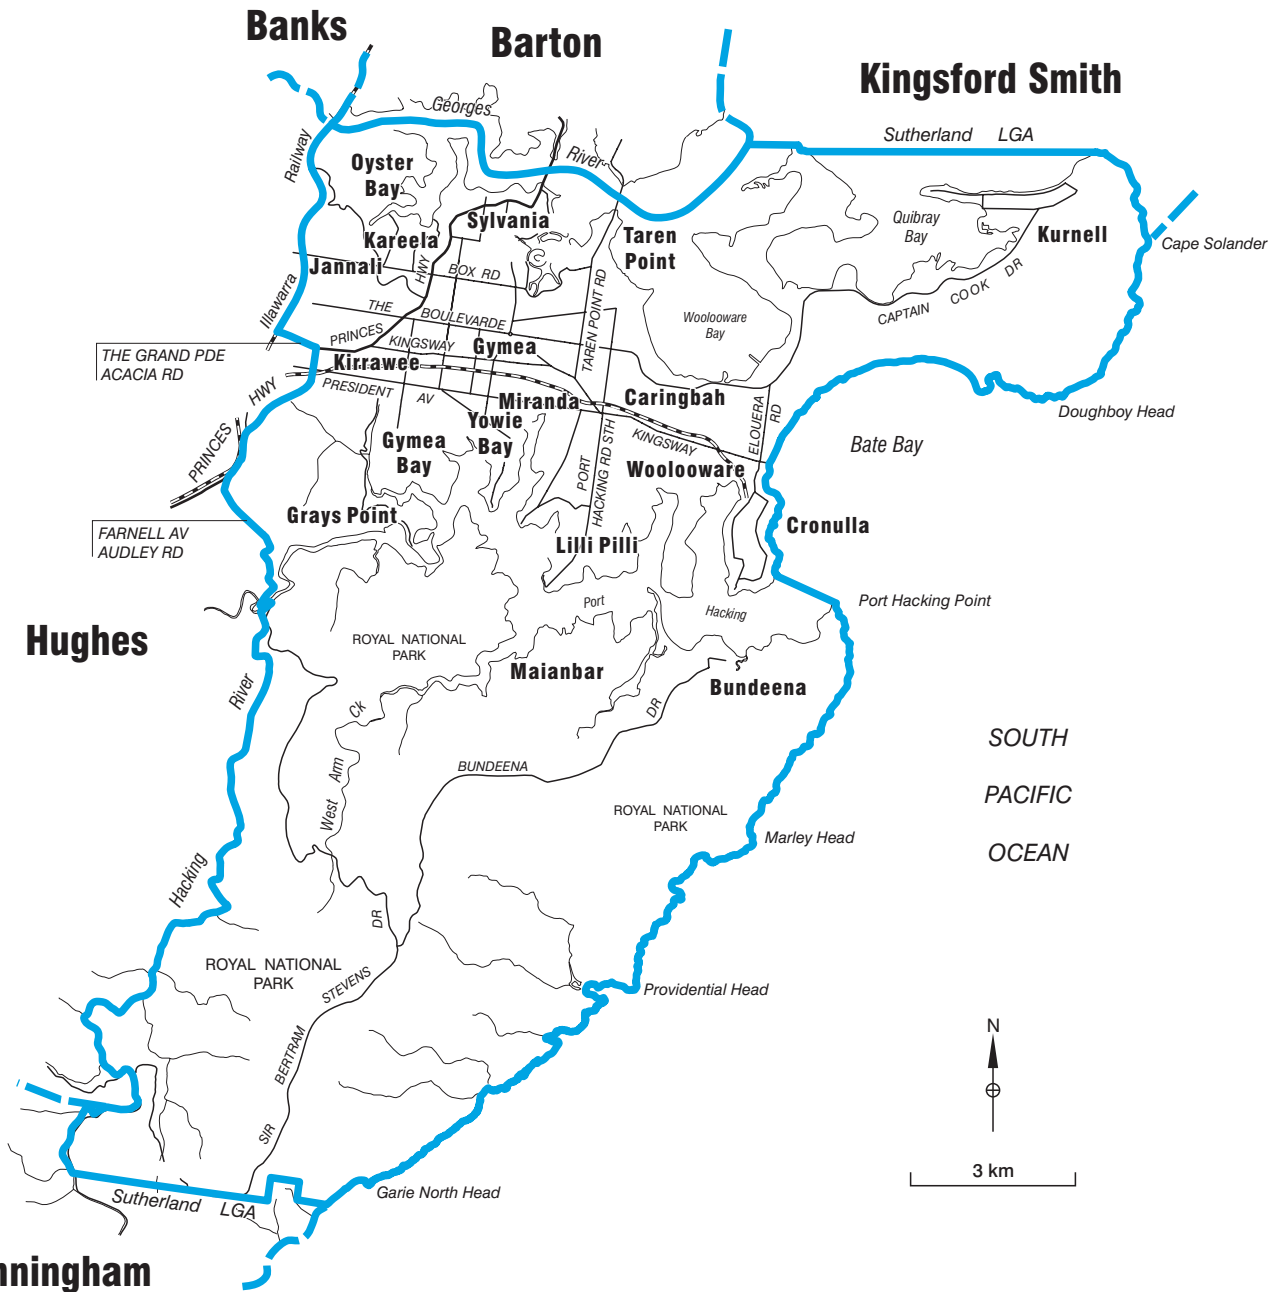 Banks
Barton
Kingsford Smith
Georges
River
Sutherland LGA
Railway
Oyster
Bay
Sylvania
Kareela
Taren
Point
Quibray
Bay
Kurnell
Cape Solander
Jannali
HWY
BOX RD
DR
COOK
CAPTAIN
Illawarra
THE
BOULEVARDE
TAREN POINT RD
Woolooware
Bay
PRINCES
KINGSWAY
Gymea
THE GRAND PDE
ACACIA RD
Kirrawee
HWY
PRESIDENT
AV
Miranda
Caringbah
ELOUERA
RD
Doughboy Head
PRINCES
Yowie
Bay
Gymea
Bay
KINGSWAY
Bate Bay
PORT
HACKING RD STH
Woolooware
Grays Point
Cronulla
FARNELL AV
AUDLEY RD
Lilli Pilli
Port
Hacking
Port Hacking Point
Hughes
ROYAL NATIONAL
PARK
Maianbar
Bundeena
River
Ck
DR
Arm
West
BUNDEENA
SOUTH
PACIFIC
OCEAN
ROYAL NATIONAL
PARK
Marley Head
Hacking
DR
ROYAL NATIONAL
PARK
STEVENS
Providential Head
BERTRAM
N
SIR
3 km
Sutherland LGA
Garie North Head
nningham